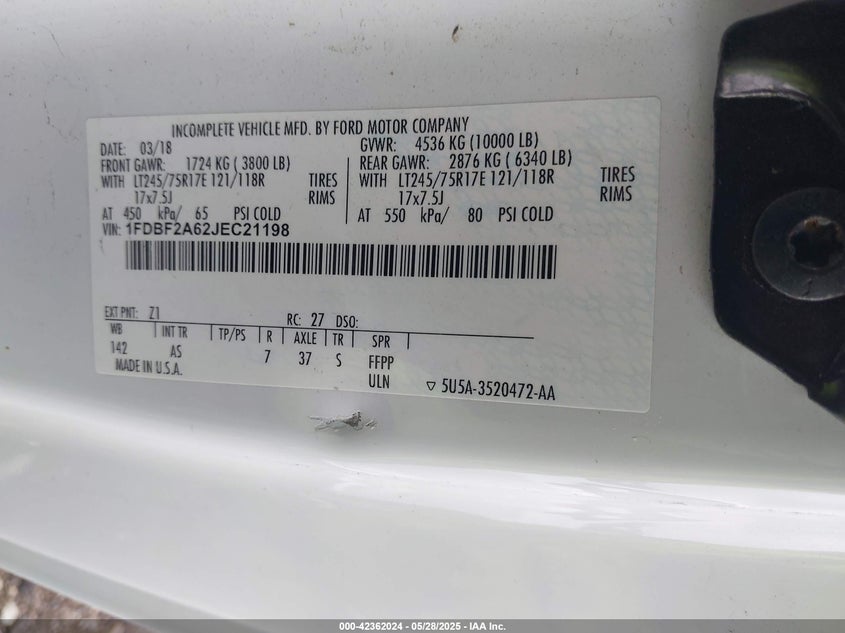 INCOMPLETE VEHICLE MFD. BY FORD MOTOR COMPANY
DATE: 03/18 GVWR: 4536 KG (10000 LB)
FRONT GAWR: 1724 KG ( 3800 LB) REAR GAWR: 2876 KG ( 6340 LB)
WITH LT245/75R17E 121/118R TIRES WITH LT245/75R17E 121/118R TIRES
17x7.5J RIMS 17x7.5J RIMS
AT 450 kPa/ 65 PSI COLD AT 550 kPa/ 80 PSI COLD
VIN: 1FDBF2A62JEC21198
EXT PNT: Z1 RC: 27 DSO:
WB INT TR TP/PS R AXLE TR SPR
142 AS 7 37 S FFPP
MADE IN U.S.A. ULN 5U5A-3520472-AA
000-42362024 - 05/28/2025 - IAA Inc.